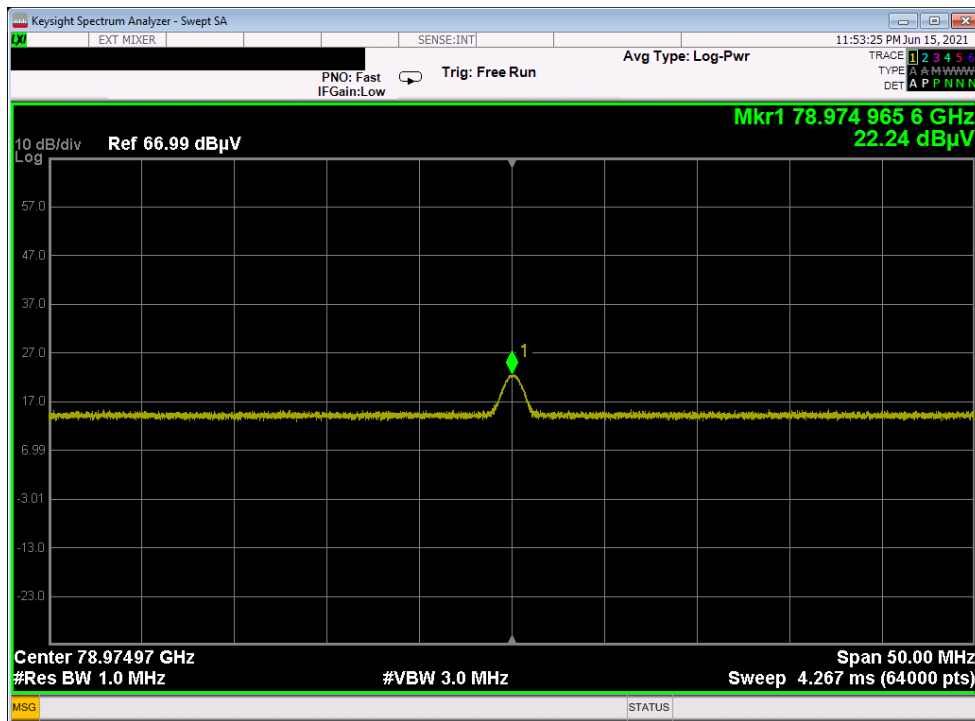 Keysight Spectrum Analyzer - Swept SA
LXI EXT MIXER SENSE:INT 11:53:25 PM Jun 15, 2021
Avg Type: Log-Pwr TRACE 1 2 3 4 5 6
PNO: Fast Trig: Free Run TYPE A A M W W W
IFGain:Low DET A P P N N N
Mkr1 78.974 965 6 GHz
10 dB/div Ref 66.99 dBµV 22.24 dBµV
Log
57.0
47.0
37.0
27.0
1
17.0
6.99
-3.01
-13.0
-23.0
Center 78.97497 GHz Span 50.00 MHz
#Res BW 1.0 MHz #VBW 3.0 MHz Sweep 4.267 ms (64000 pts)
MSG STATUS